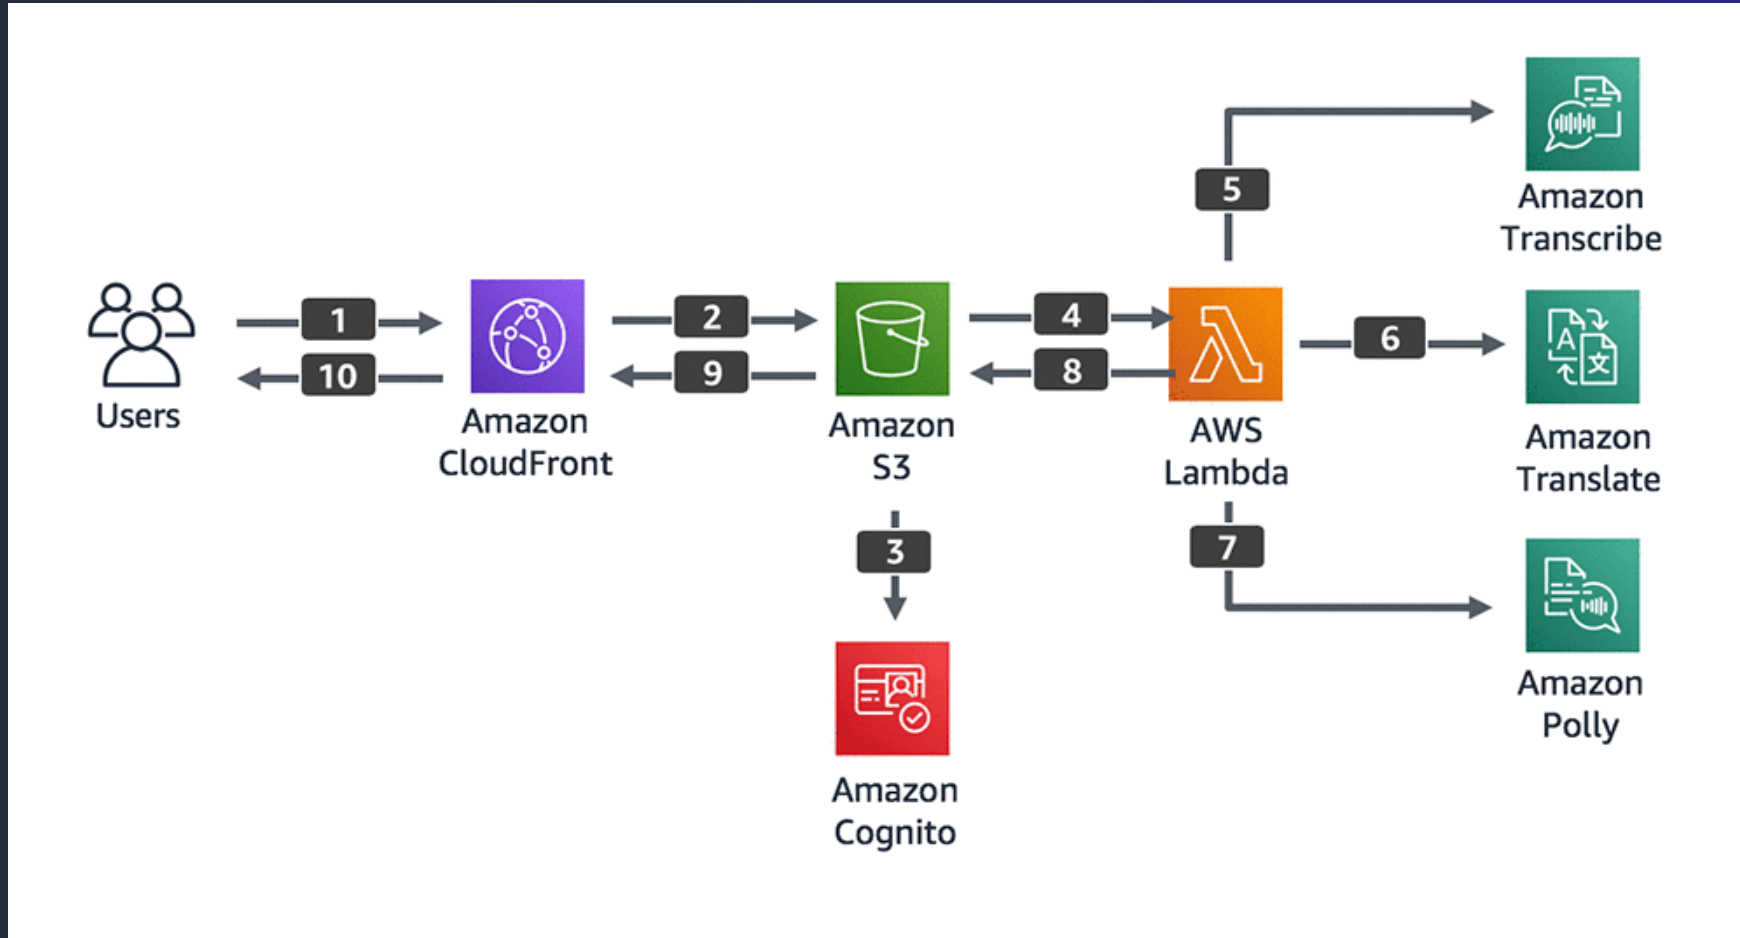 5
Amazon
Transcribe
1
2
4
6
10
9
8
Users
Amazon
CloudFront
Amazon
S3
AWS
Lambda
Amazon
Translate
3
7
Amazon
Polly
Amazon
Cognito
A
文